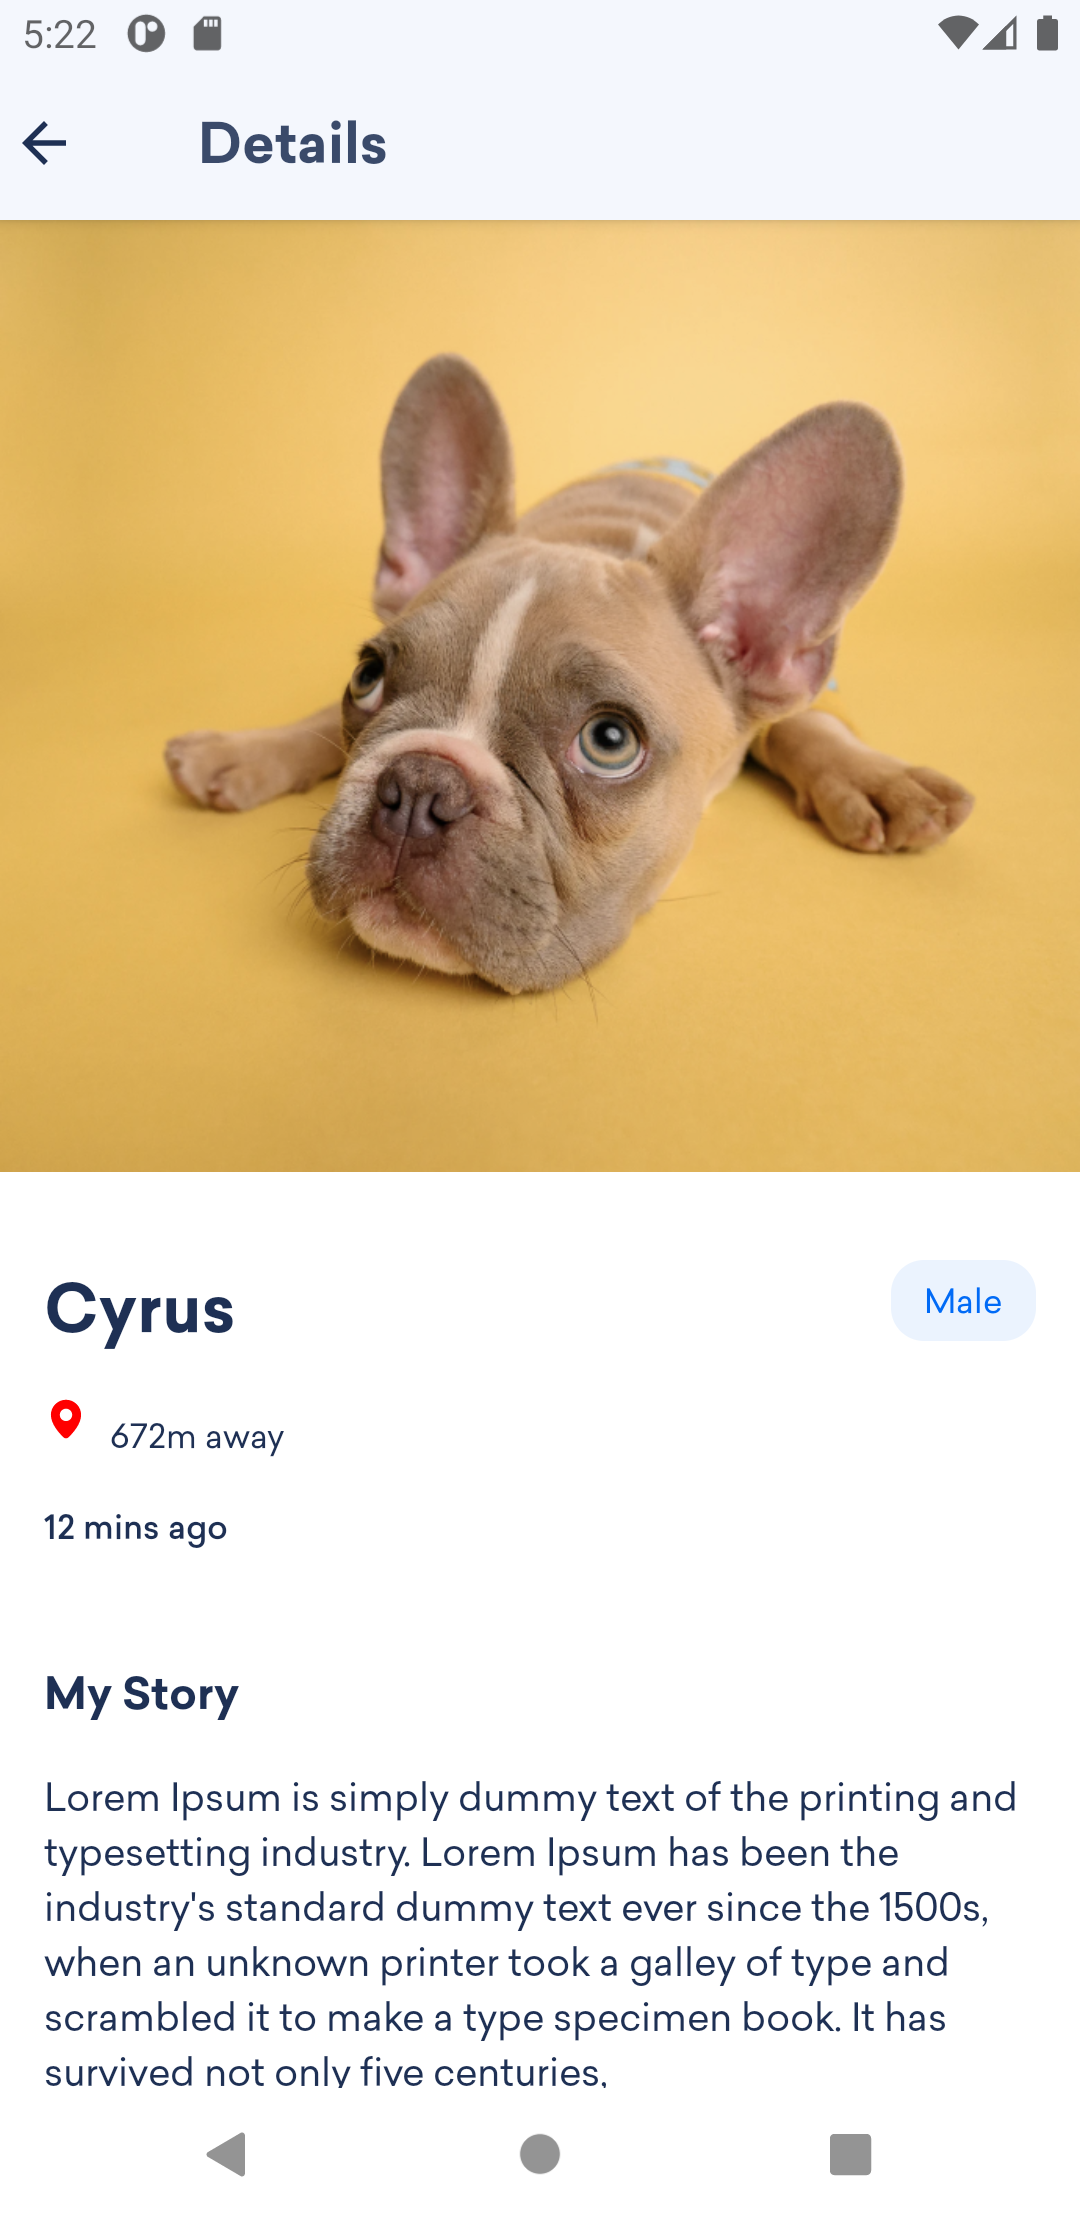 5:22
Details
Cyrus
Male
672m away
12 mins ago
My Story
Lorem Ipsum is simply dummy text of the printing and
typesetting industry. Lorem Ipsum has been the
industry's standard dummy text ever since the 1500s,
when an unknown printer took a galley of type and
scrambled it to make a type specimen book. It has
survived not only five centuries,